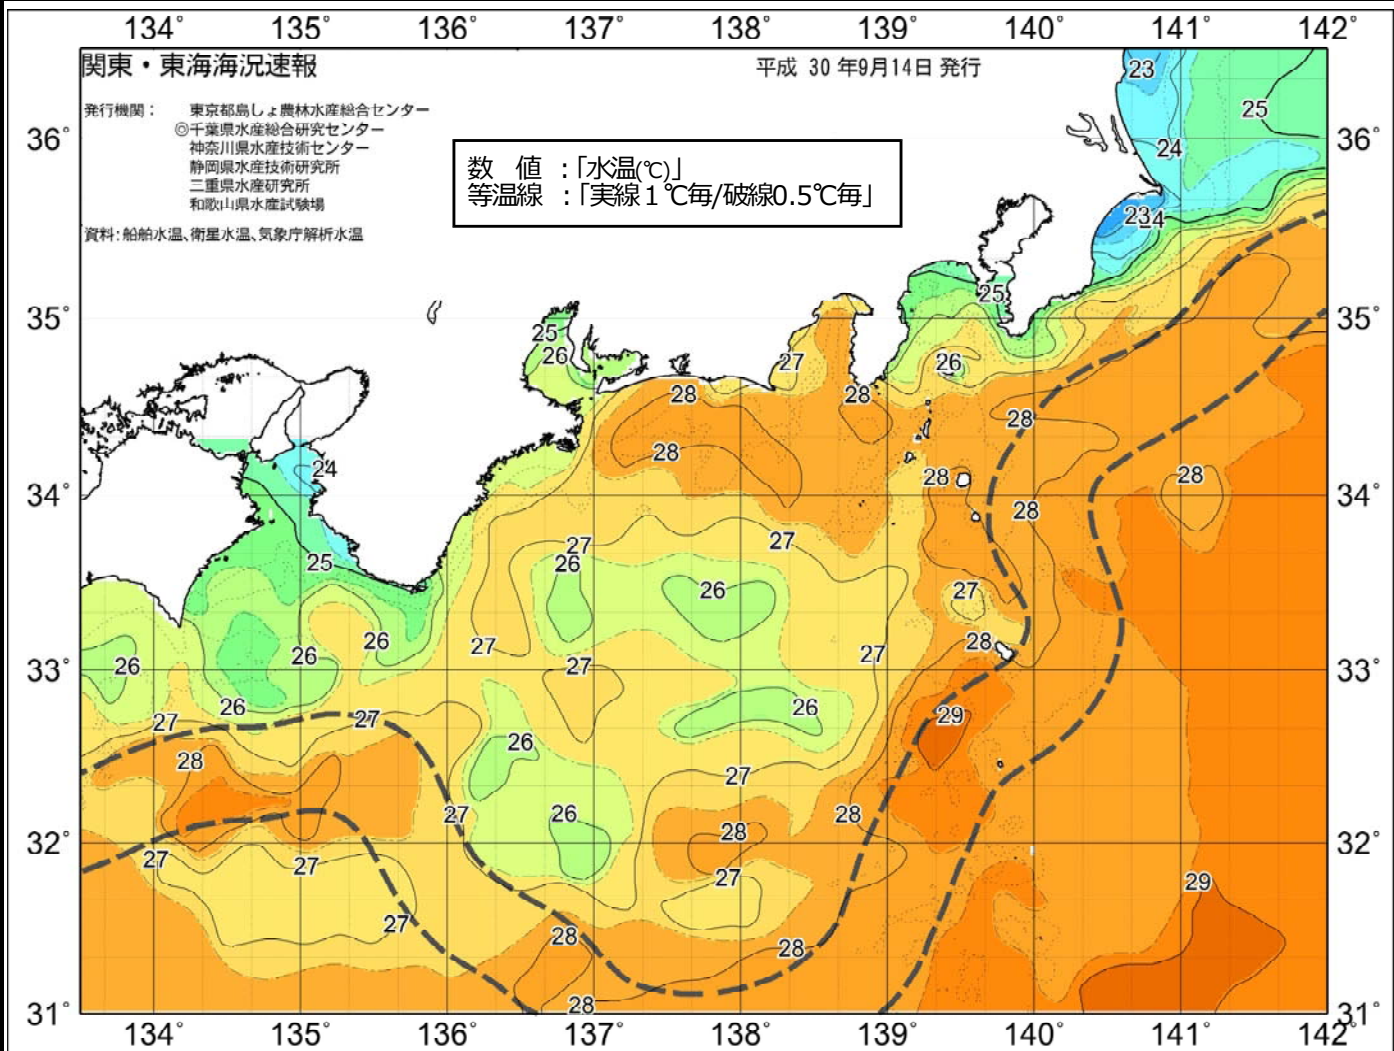 134° 135° 136° 137° 138° 139° 140° 141° 142°
関東・東海海況速報
平成 30 年9月14日 発行
発行機関： 東京都島しょ農林水産総合センター
◎千葉県水産総合研究センター
神奈川県水産技術センター
静岡県水産技術研究所
三重県水産研究所
和歌山県水産試験場
資料：船舶水温、衛星水温、気象庁解析水温
数 値 ：「水温(℃)」
等温線 ：「実線１℃毎/破線0.5℃毎」
23
25
36° 36°
24
23 24
25
35° 35°
25
26 27 26
28 28
28
28 24 28 28
34° 34°
28
27 27
25 26 26 27
26 26 27 27 28
26 27
33° 33°
26 28
27 27 29
26
28 26
27
27 26 28
28
32° 32°
27 27
27 29
27
28 28
28
31° 31°
134° 135° 136° 137° 138° 139° 140° 141° 142°